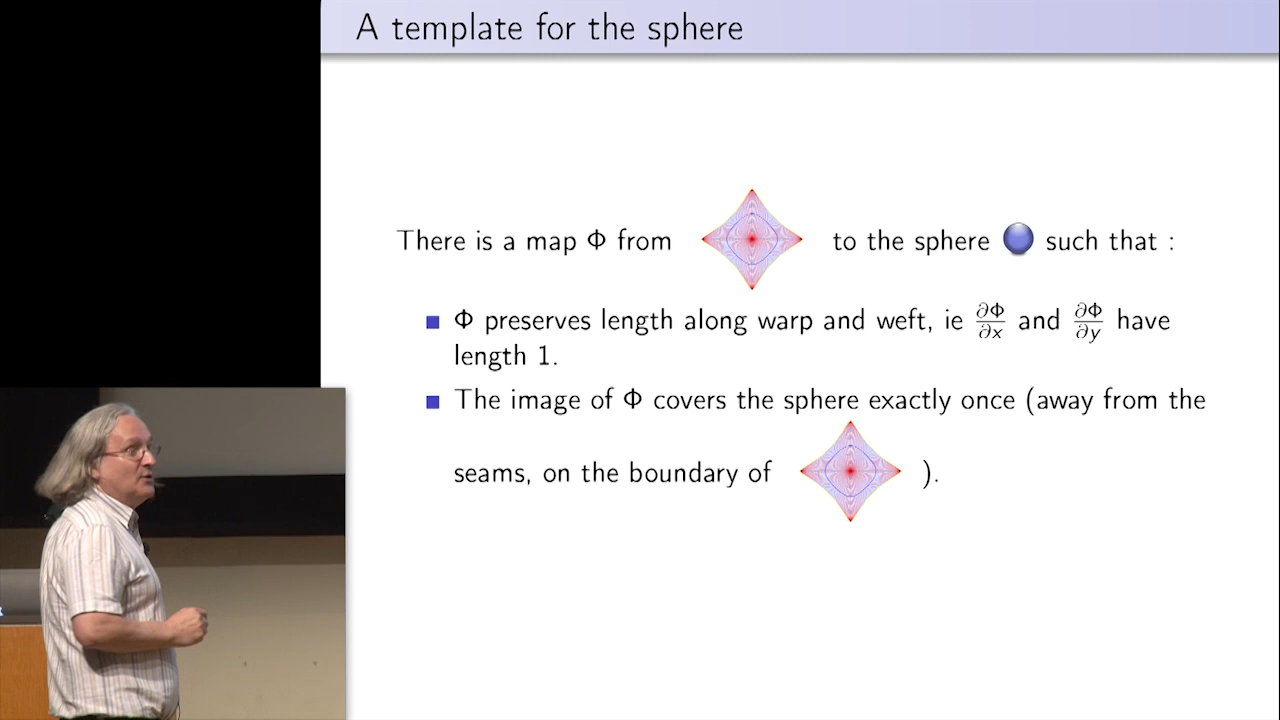 A template for the sphere
There is a map Φ from to the sphere such that :
Φ preserves length along warp and weft, ie ∂Φ/∂x and ∂Φ/∂y have
length 1.
The image of Φ covers the sphere exactly once (away from the
seams, on the boundary of ).